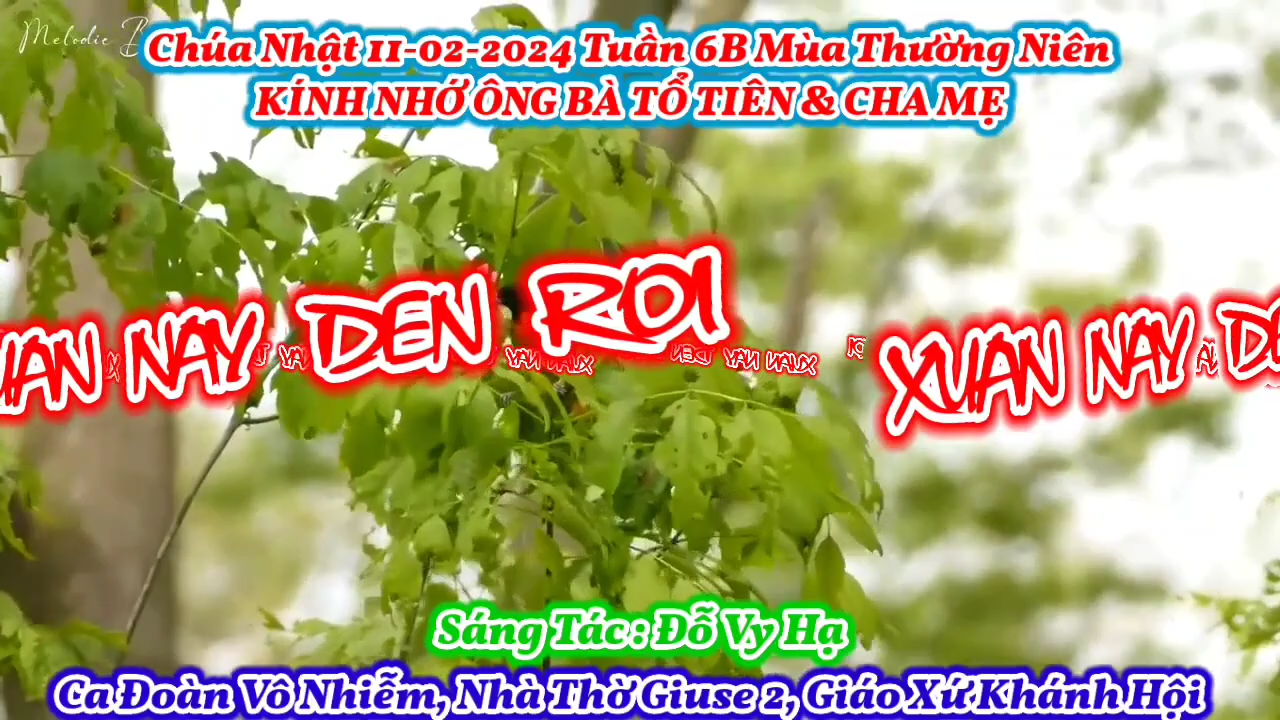 Melodie B
Chúa Nhật 11-02-2024 Tuần 6B Mùa Thường Niên
KÍNH NHỚ ÔNG BÀ TỔ TIÊN & CHA MẸ
XUAN NAY DEN ROI XUAN NAY
Sáng Tác : Đỗ Vy Hạ
Ca Đoàn Vô Nhiễm, Nhà Thờ Giuse 2, Giáo Xứ Khánh Hội